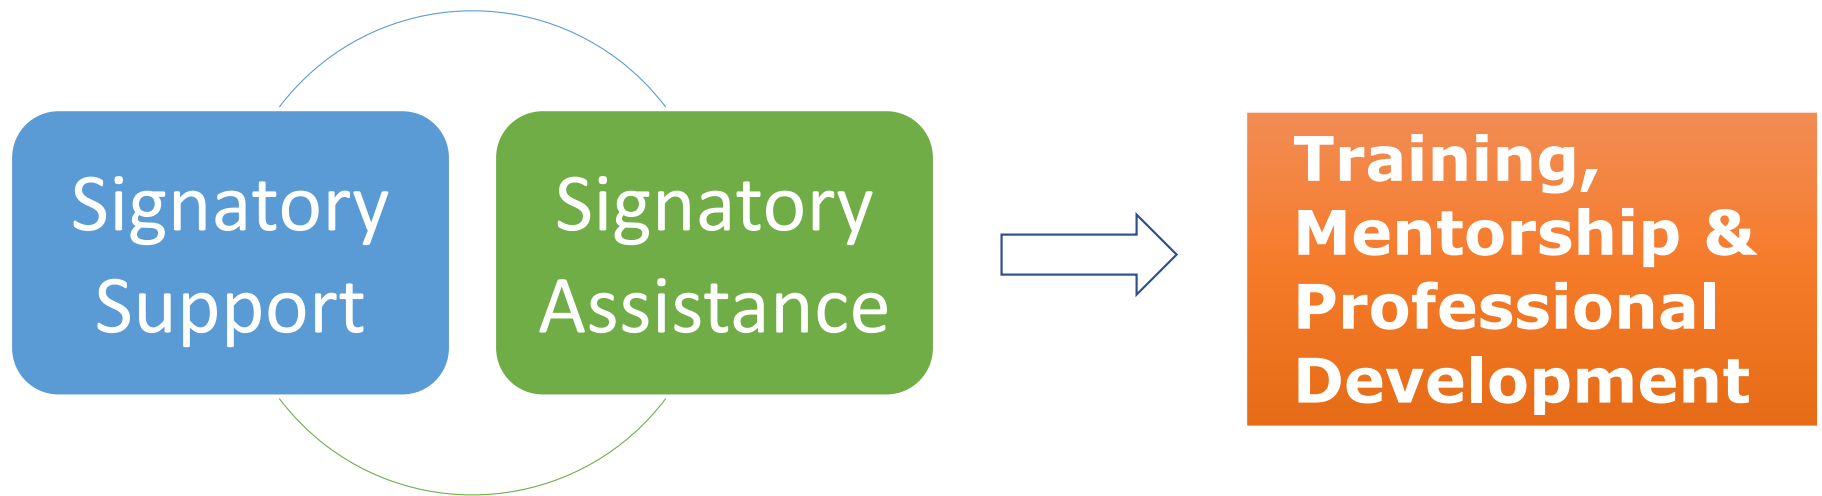 Signatory
Support
Signatory
Assistance
Training,
Mentorship &
Professional
Development